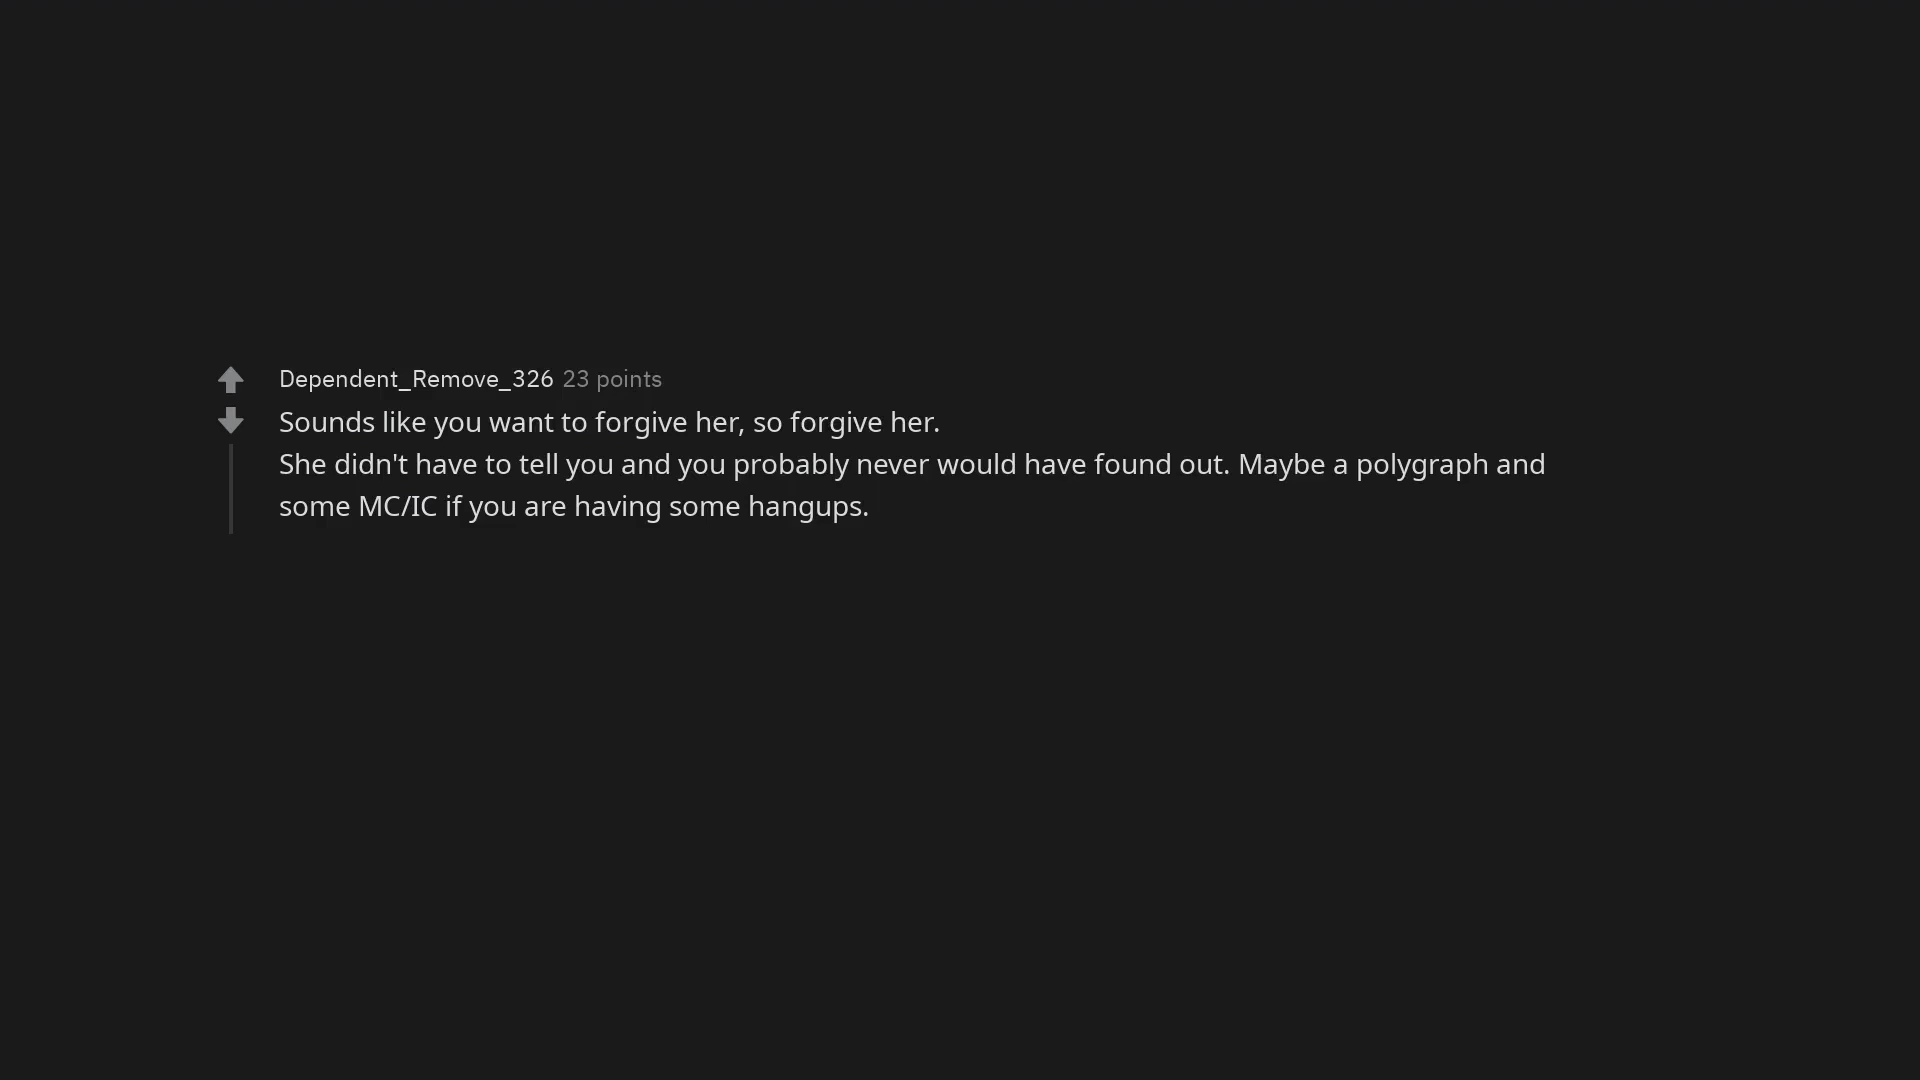 Dependent_Remove_326 23 points
Sounds like you want to forgive her, so forgive her.
She didn't have to tell you and you probably never would have found out. Maybe a polygraph and
some MC/IC if you are having some hangups.